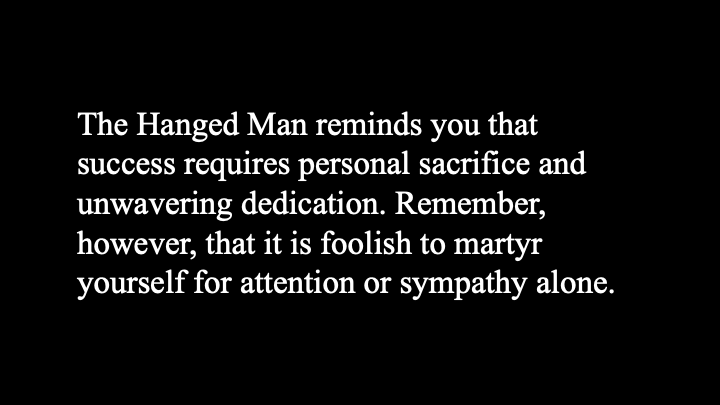 The Hanged Man reminds you that
success requires personal sacrifice and
unwavering dedication. Remember,
however, that it is foolish to martyr
yourself for attention or sympathy alone.